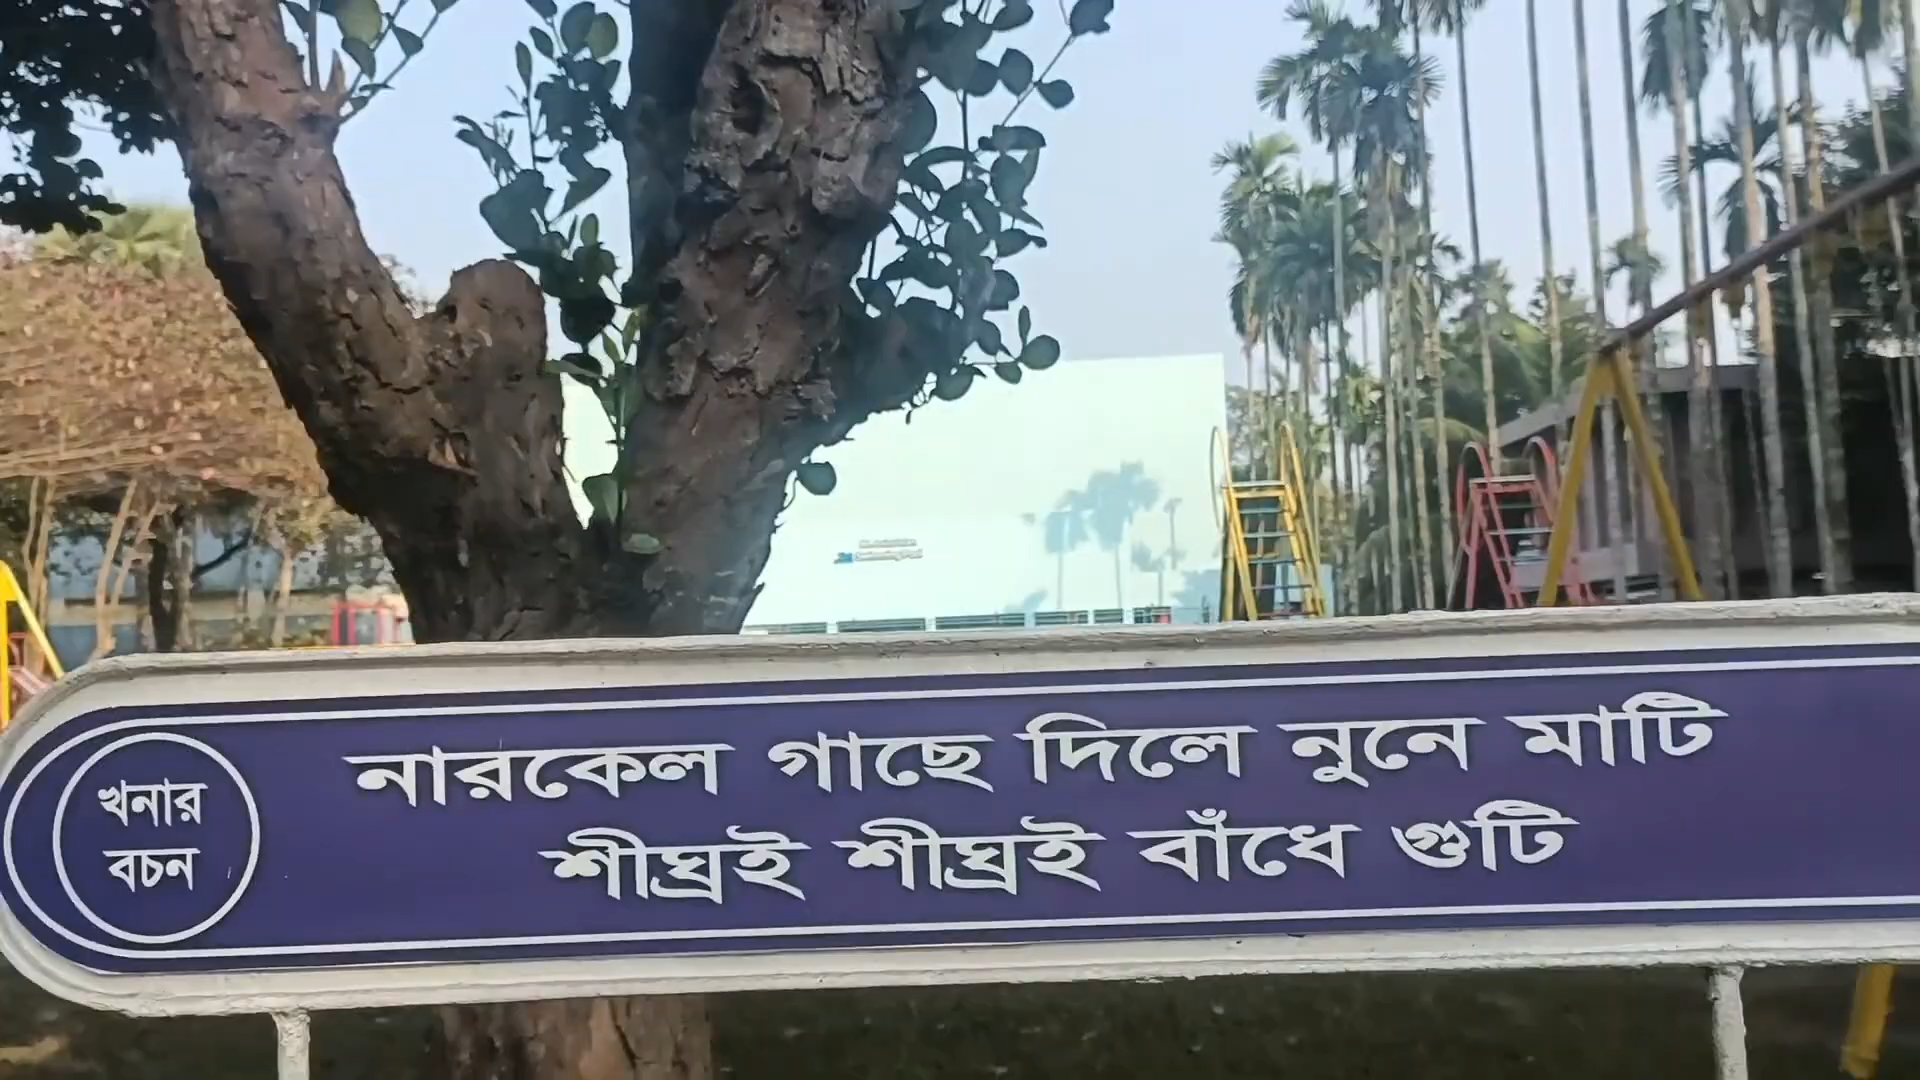 খনার
বচন
নারকেল গাছে দিলে নুনে মাটি
শীঘ্রই শীঘ্রই বাঁধে গুটি